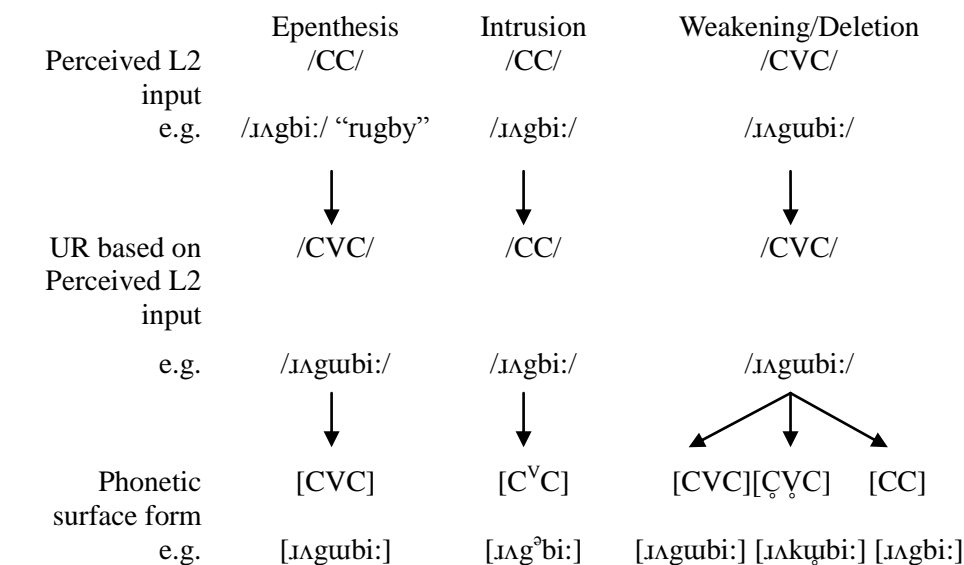 Epenthesis Intrusion Weakening/Deletion
Perceived L2 /CC/ /CC/ /CVC/
input
e.g. /ɹʌgbi:/ “rugby” /ɹʌgbi:/ /ɹʌgɯbi:/
UR based on /CVC/ /CC/ /CVC/
Perceived L2
input
e.g. /ɹʌgɯbi:/ /ɹʌgbi:/ /ɹʌgɯbi:/
Phonetic [CVC] [CⱽC] [CVC][C̥V̥C] [CC]
surface form
e.g. [ɹʌgɯbi:] [ɹʌgᵊbi:] [ɹʌgɯbi:] [ɹʌkɯ̥bi:] [ɹʌgbi:]